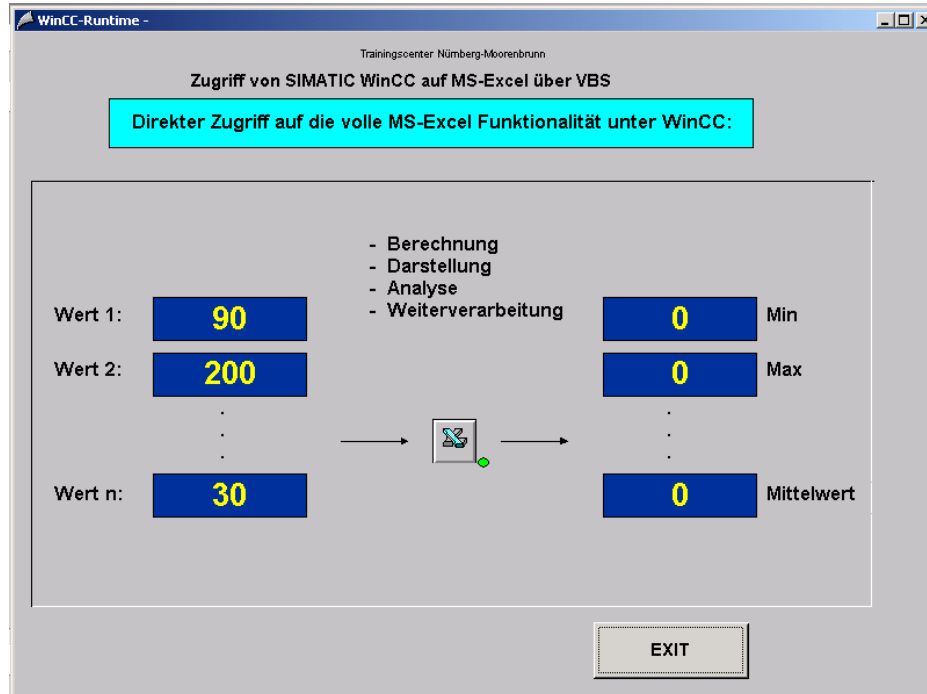 WinCC-Runtime -
Trainingscenter Nürnberg-Moorenbrunn
Zugriff von SIMATIC WinCC auf MS-Excel über VBS
Direkter Zugriff auf die volle MS-Excel Funktionalität unter WinCC:
- Berechnung
- Darstellung
- Analyse
- Weiterverarbeitung
Wert 1: 90 0 Min
Wert 2: 200 0 Max
Wert n: 30 0 Mittelwert
EXIT